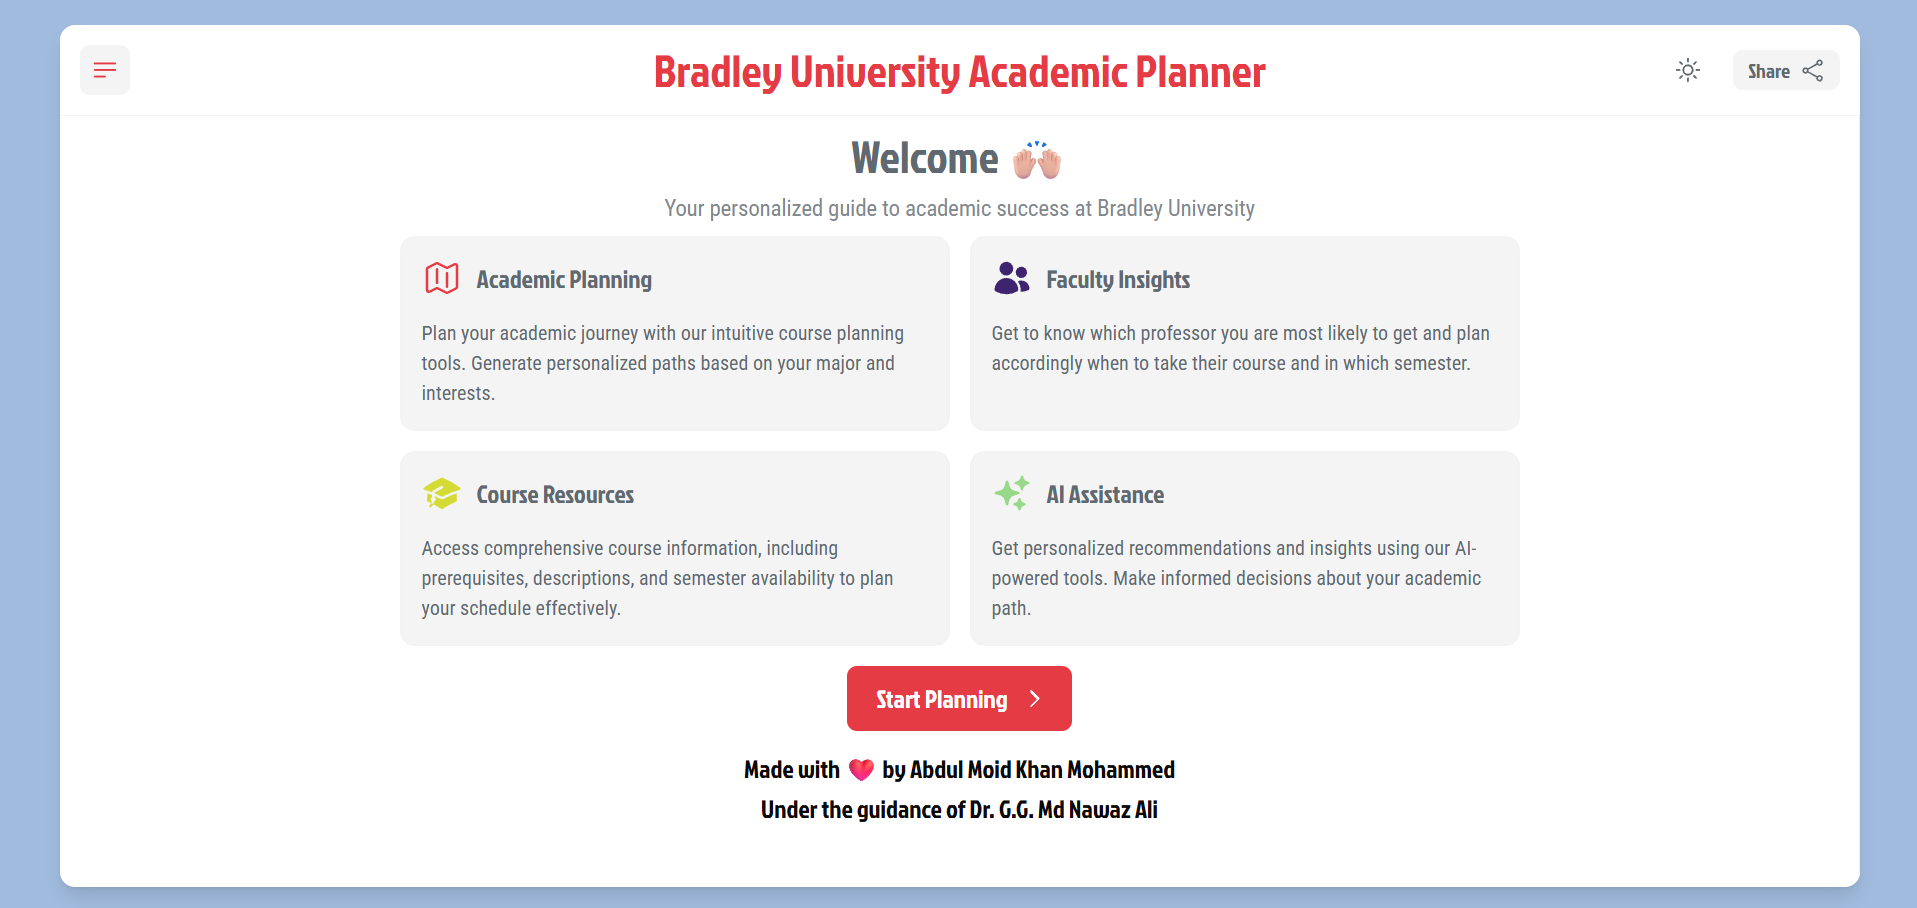 Bradley University Academic Planner
Share
Welcome
Your personalized guide to academic success at Bradley University
Academic Planning
Plan your academic journey with our intuitive course planning
tools. Generate personalized paths based on your major and
interests.
Faculty Insights
Get to know which professor you are most likely to get and plan
accordingly when to take their course and in which semester.
Course Resources
Access comprehensive course information, including
prerequisites, descriptions, and semester availability to plan
your schedule effectively.
AI Assistance
Get personalized recommendations and insights using our AI-
powered tools. Make informed decisions about your academic
path.
Start Planning
Made with ❤️ by Abdul Moid Khan Mohammed
Under the guidance of Dr. G.G. Md Nawaz Ali